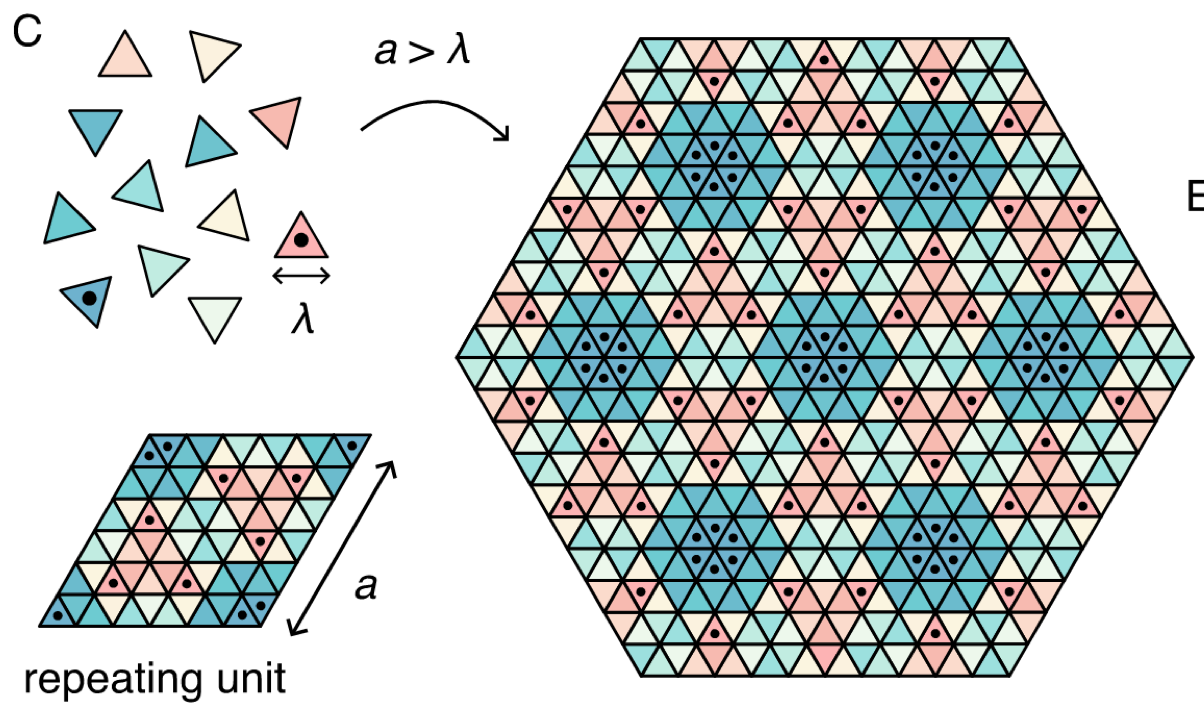 C
a > λ
E
λ
a
repeating unit